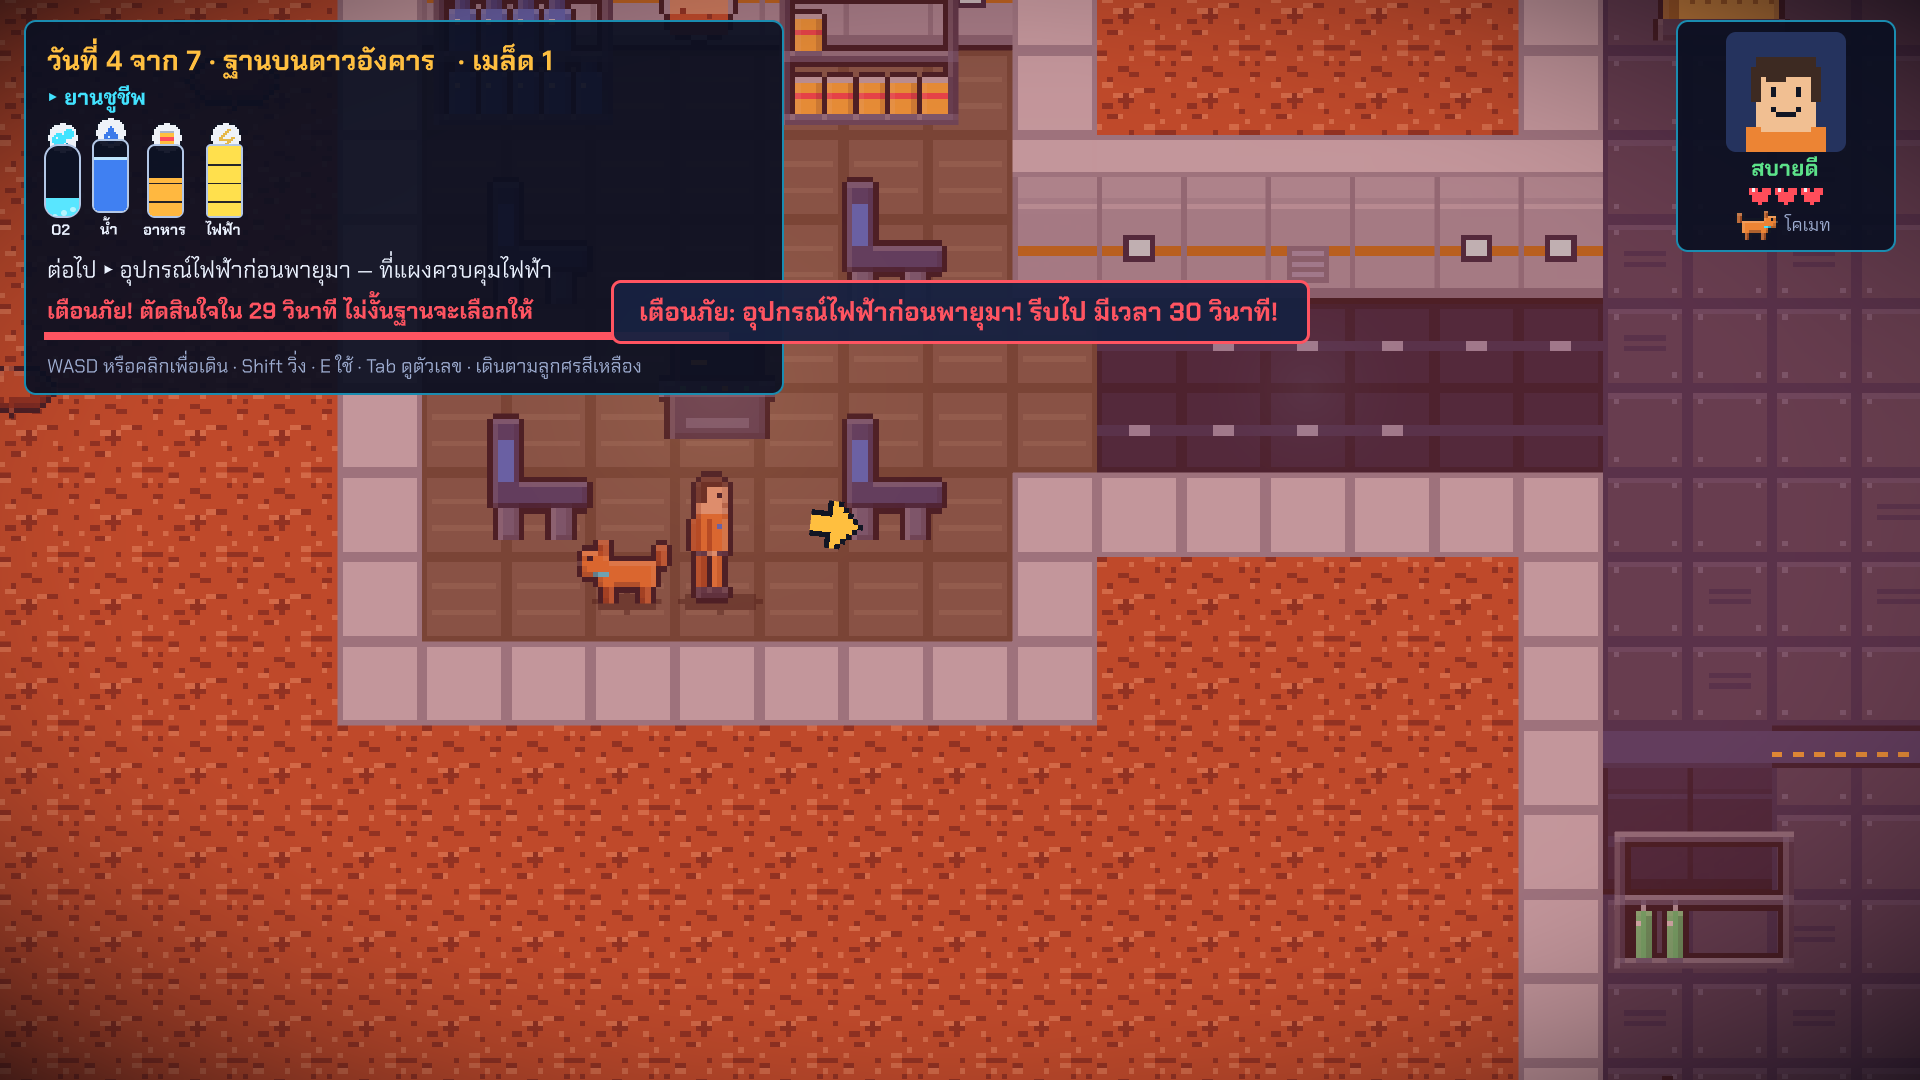 วันที่ 4 จาก 7 · ฐานบนดาวอังคาร · เมล็ด 1
‣ ยานชูชีพ
O2 น้ำ อาหาร ไฟฟ้า
ต่อไป ‣ อุปกรณ์ไฟฟ้าก่อนพายุมา — ที่แผงควบคุมไฟฟ้า
เตือนภัย! ตัดสินใจใน 29 วินาที ไม่งั้นฐานจะเลือกให้
WASD หรือคลิกเพื่อเดิน · Shift วิ่ง · E ใช้ · Tab ดูตัวเลข · เดินตามลูกศรสีเหลือง
เตือนภัย: อุปกรณ์ไฟฟ้าก่อนพายุมา! รีบไป มีเวลา 30 วินาที!
สบายดี
โคเมท